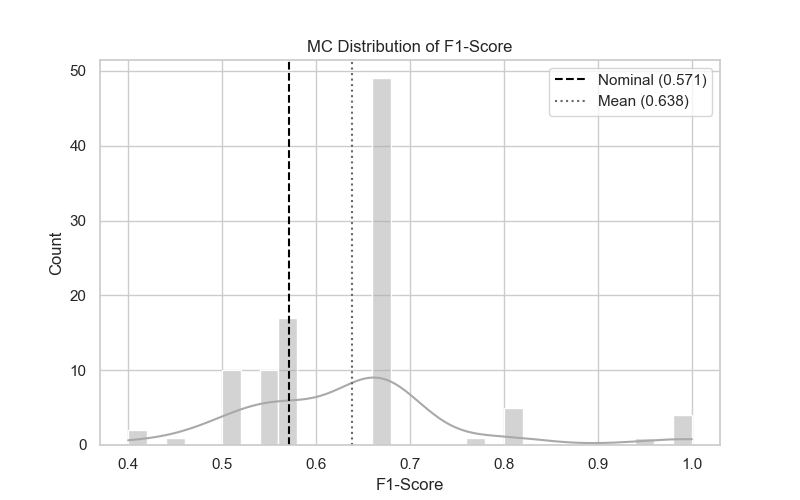 MC Distribution of F1-Score
Nominal (0.571)
Mean (0.638)
50
40
30
20
10
0
Count
0.4 0.5 0.6 0.7 0.8 0.9 1.0
F1-Score